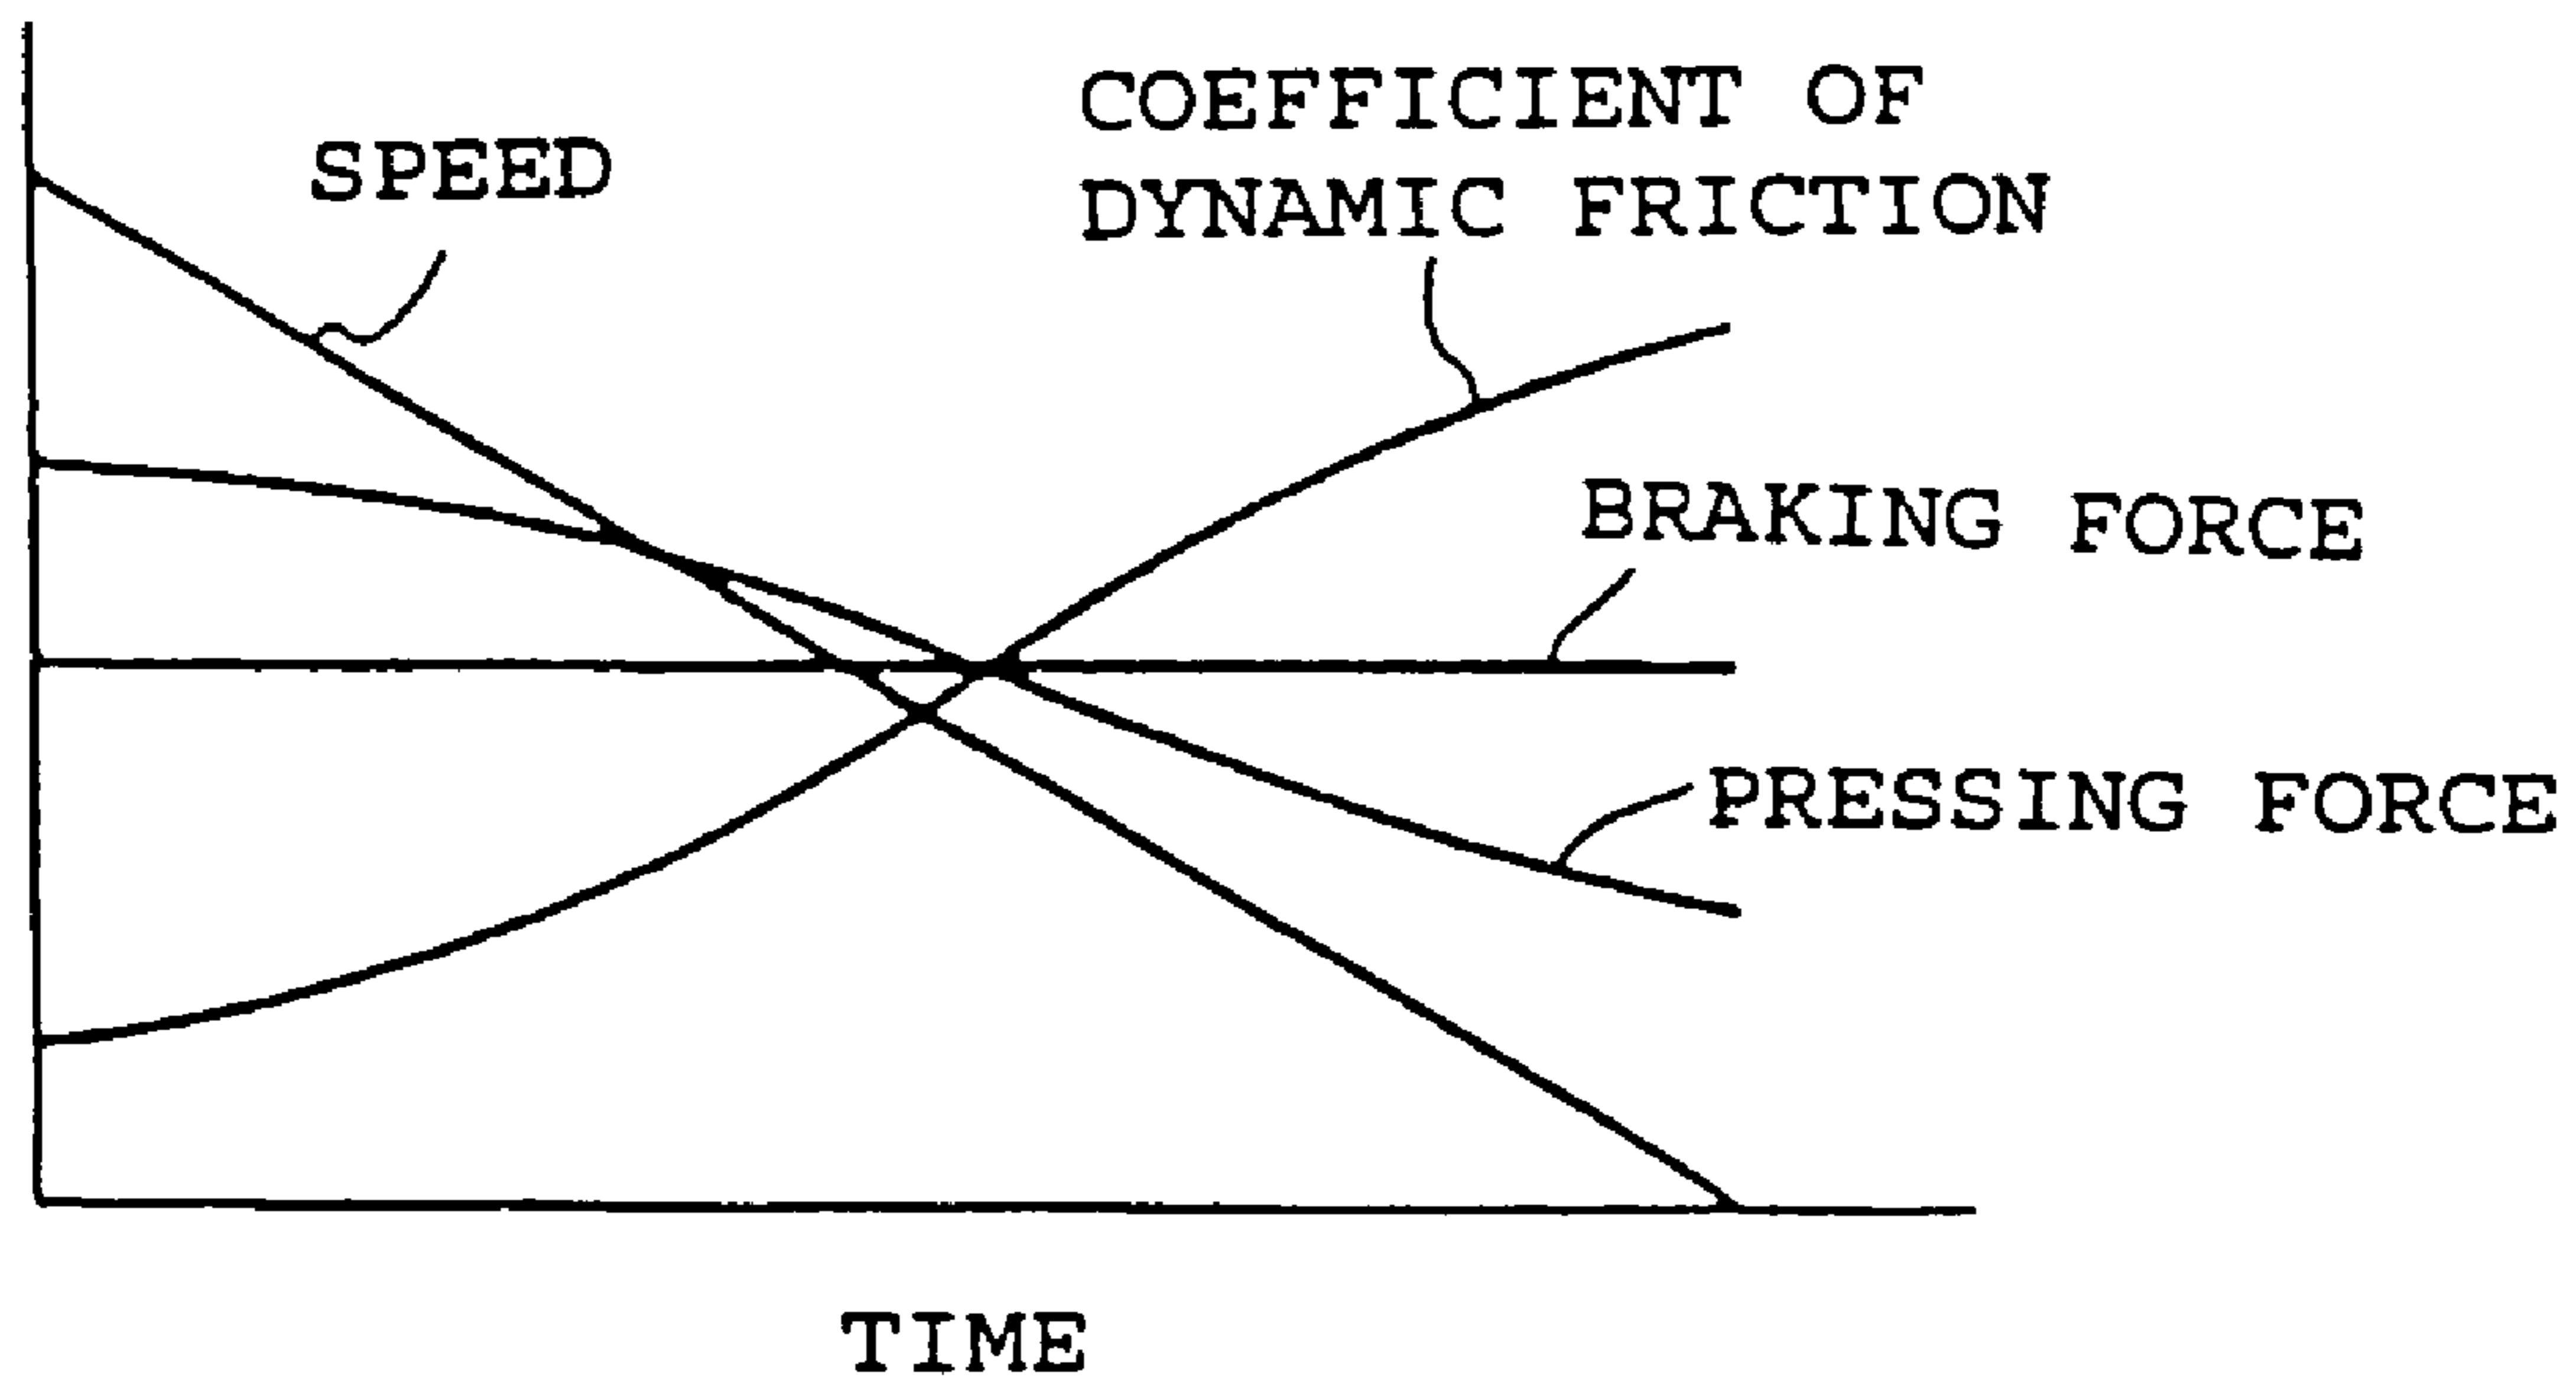 SPEED
COEFFICIENT OF
DYNAMIC FRICTION
BRAKING FORCE
PRESSING FORCE
TIME